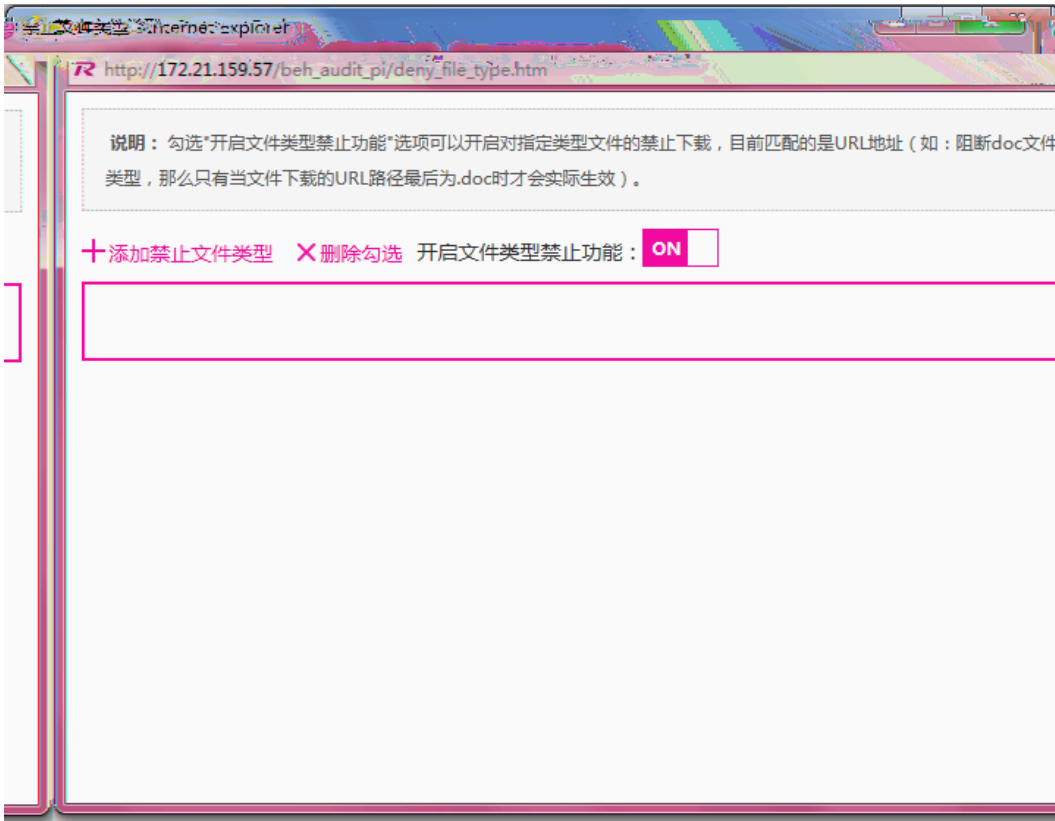 禁止文件类型 - Internet Explorer
http://172.21.159.57/beh_audit_pi/deny_file_type.htm
说明：勾选"开启文件类型禁止功能"选项可以开启对指定类型文件的禁止下载，目前匹配的是URL地址（如：阻断doc文件
类型，那么只有当文件下载的URL路径最后为.doc时才会实际生效）。
添加禁止文件类型 删除勾选 开启文件类型禁止功能： ON